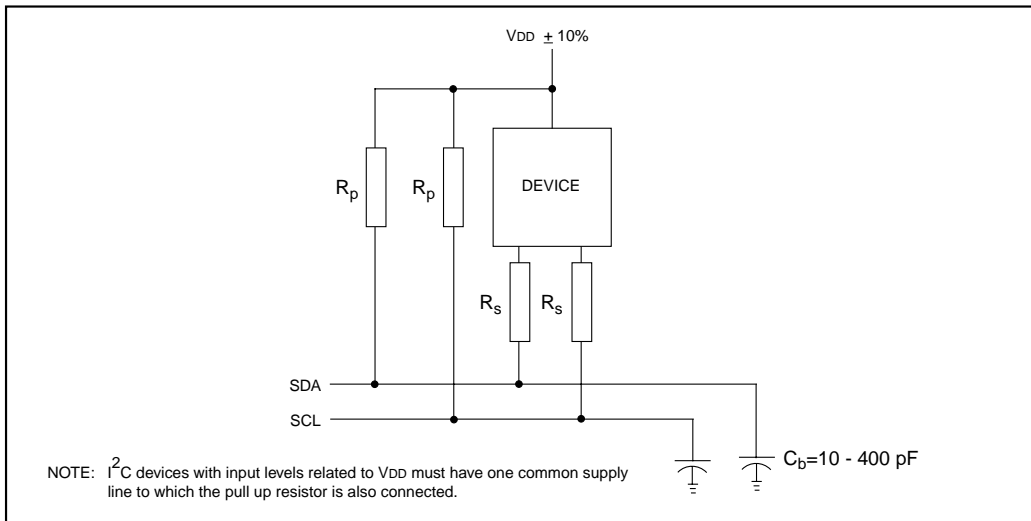 VDD ± 10%
Rp Rp DEVICE
Rs Rs
SDA
SCL
Cb=10 - 400 pF
NOTE: I2C devices with input levels related to VDD must have one common supply
line to which the pull up resistor is also connected.